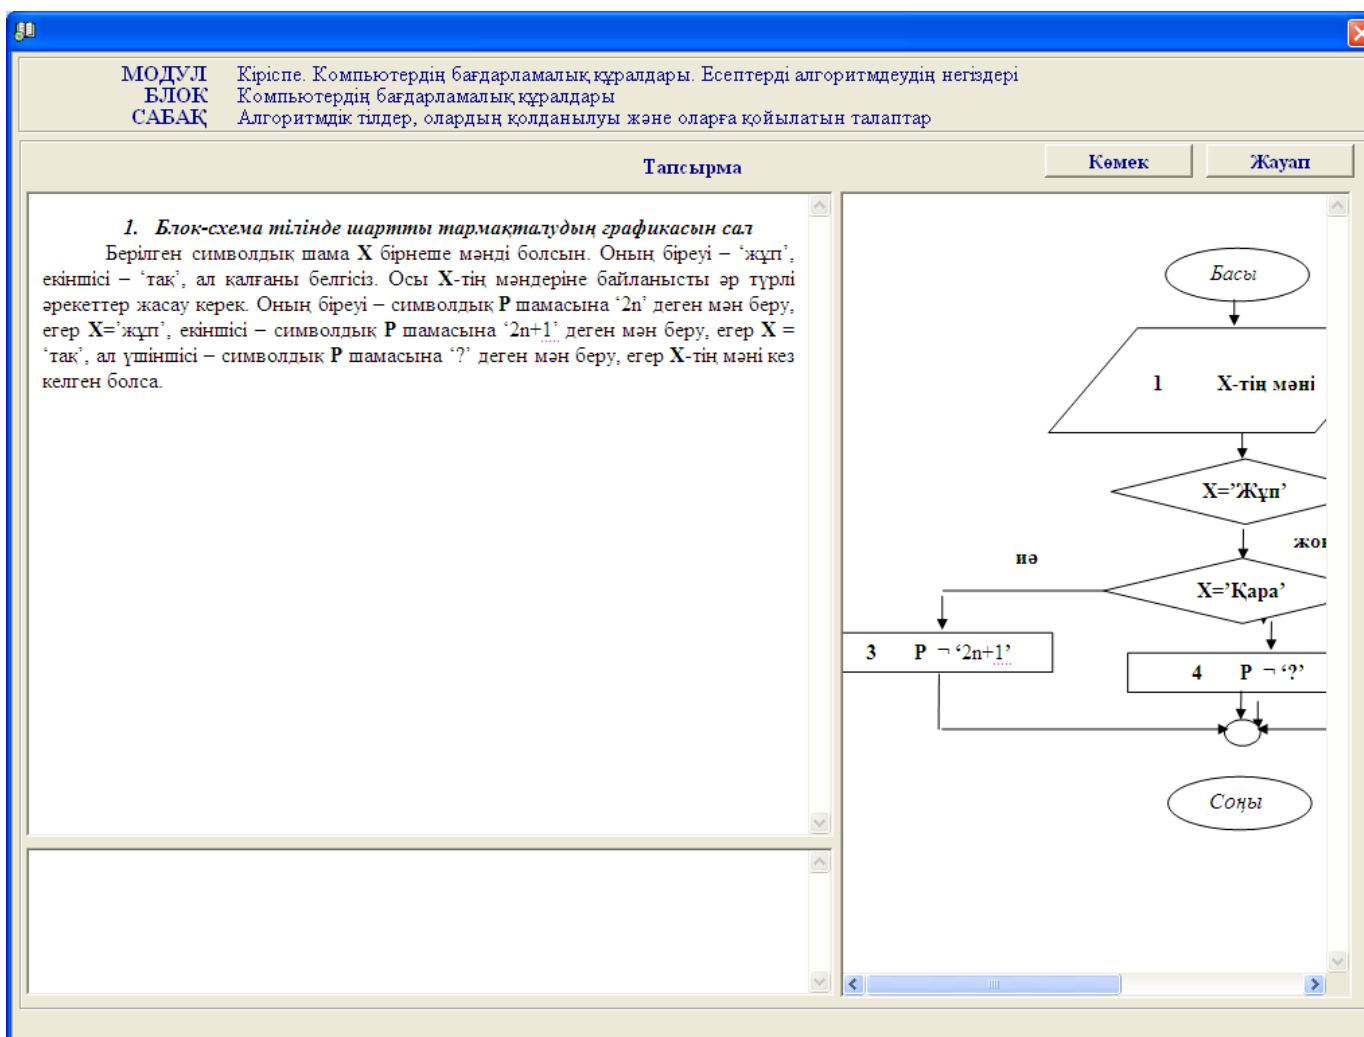 МОДУЛ Кіріспе. Компьютердің бағдарламалық құралдары. Есептерді алгоритмдеудің негіздері
БЛОК Компьютердің бағдарламалық құралдары
САБАҚ Алгоритмдік тілдер, олардың қолданылуы және оларға қойылатын талаптар
Тапсырма
Көмек
Жауап
1. Блок-схема тілінде шартты тармақталудың графикасын сал
Берілген символдық шама X бірнеше мәнді болсын. Оның біреуі – ‘жұп’,
екіншісі – ‘тақ’, ал қалғаны белгісіз. Осы X-тің мәндеріне байланысты әр түрлі
әрекеттер жасау керек. Оның біреуі – символдық P шамасына ‘2n’ деген мән беру,
егер X=’жұп’, екіншісі – символдық P шамасына ‘2n+1’ деген мән беру, егер X =
‘тақ’, ал үшіншісі – символдық P шамасына ‘?’ деген мән беру, егер X-тің мәні кез
келген болса.
Басы
1 X-тің мәні
X=’Жұп’
жоқ
иә
X=’Қара’
3 P ¬ ‘2n+1’
4 P ¬ ‘?’
Соңы